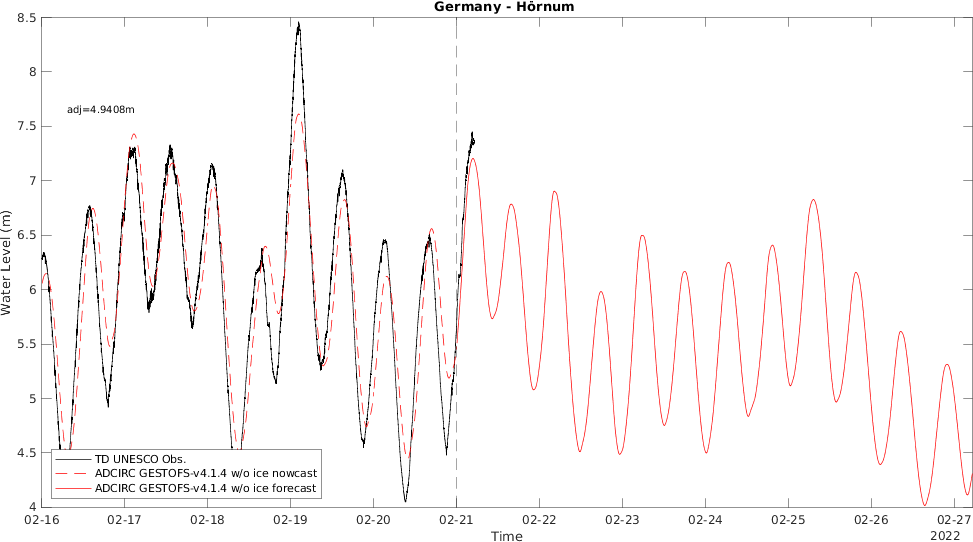 Germany - Hörnum
8.5
8
7.5
7
6.5
6
5.5
5
4.5
4
Water Level (m)
adj=4.9408m
TD UNESCO Obs.
ADCIRC GESTOFS-v4.1.4 w/o ice nowcast
ADCIRC GESTOFS-v4.1.4 w/o ice forecast
02-16 02-17 02-18 02-19 02-20 02-21 02-22 02-23 02-24 02-25 02-26 02-27
Time
2022